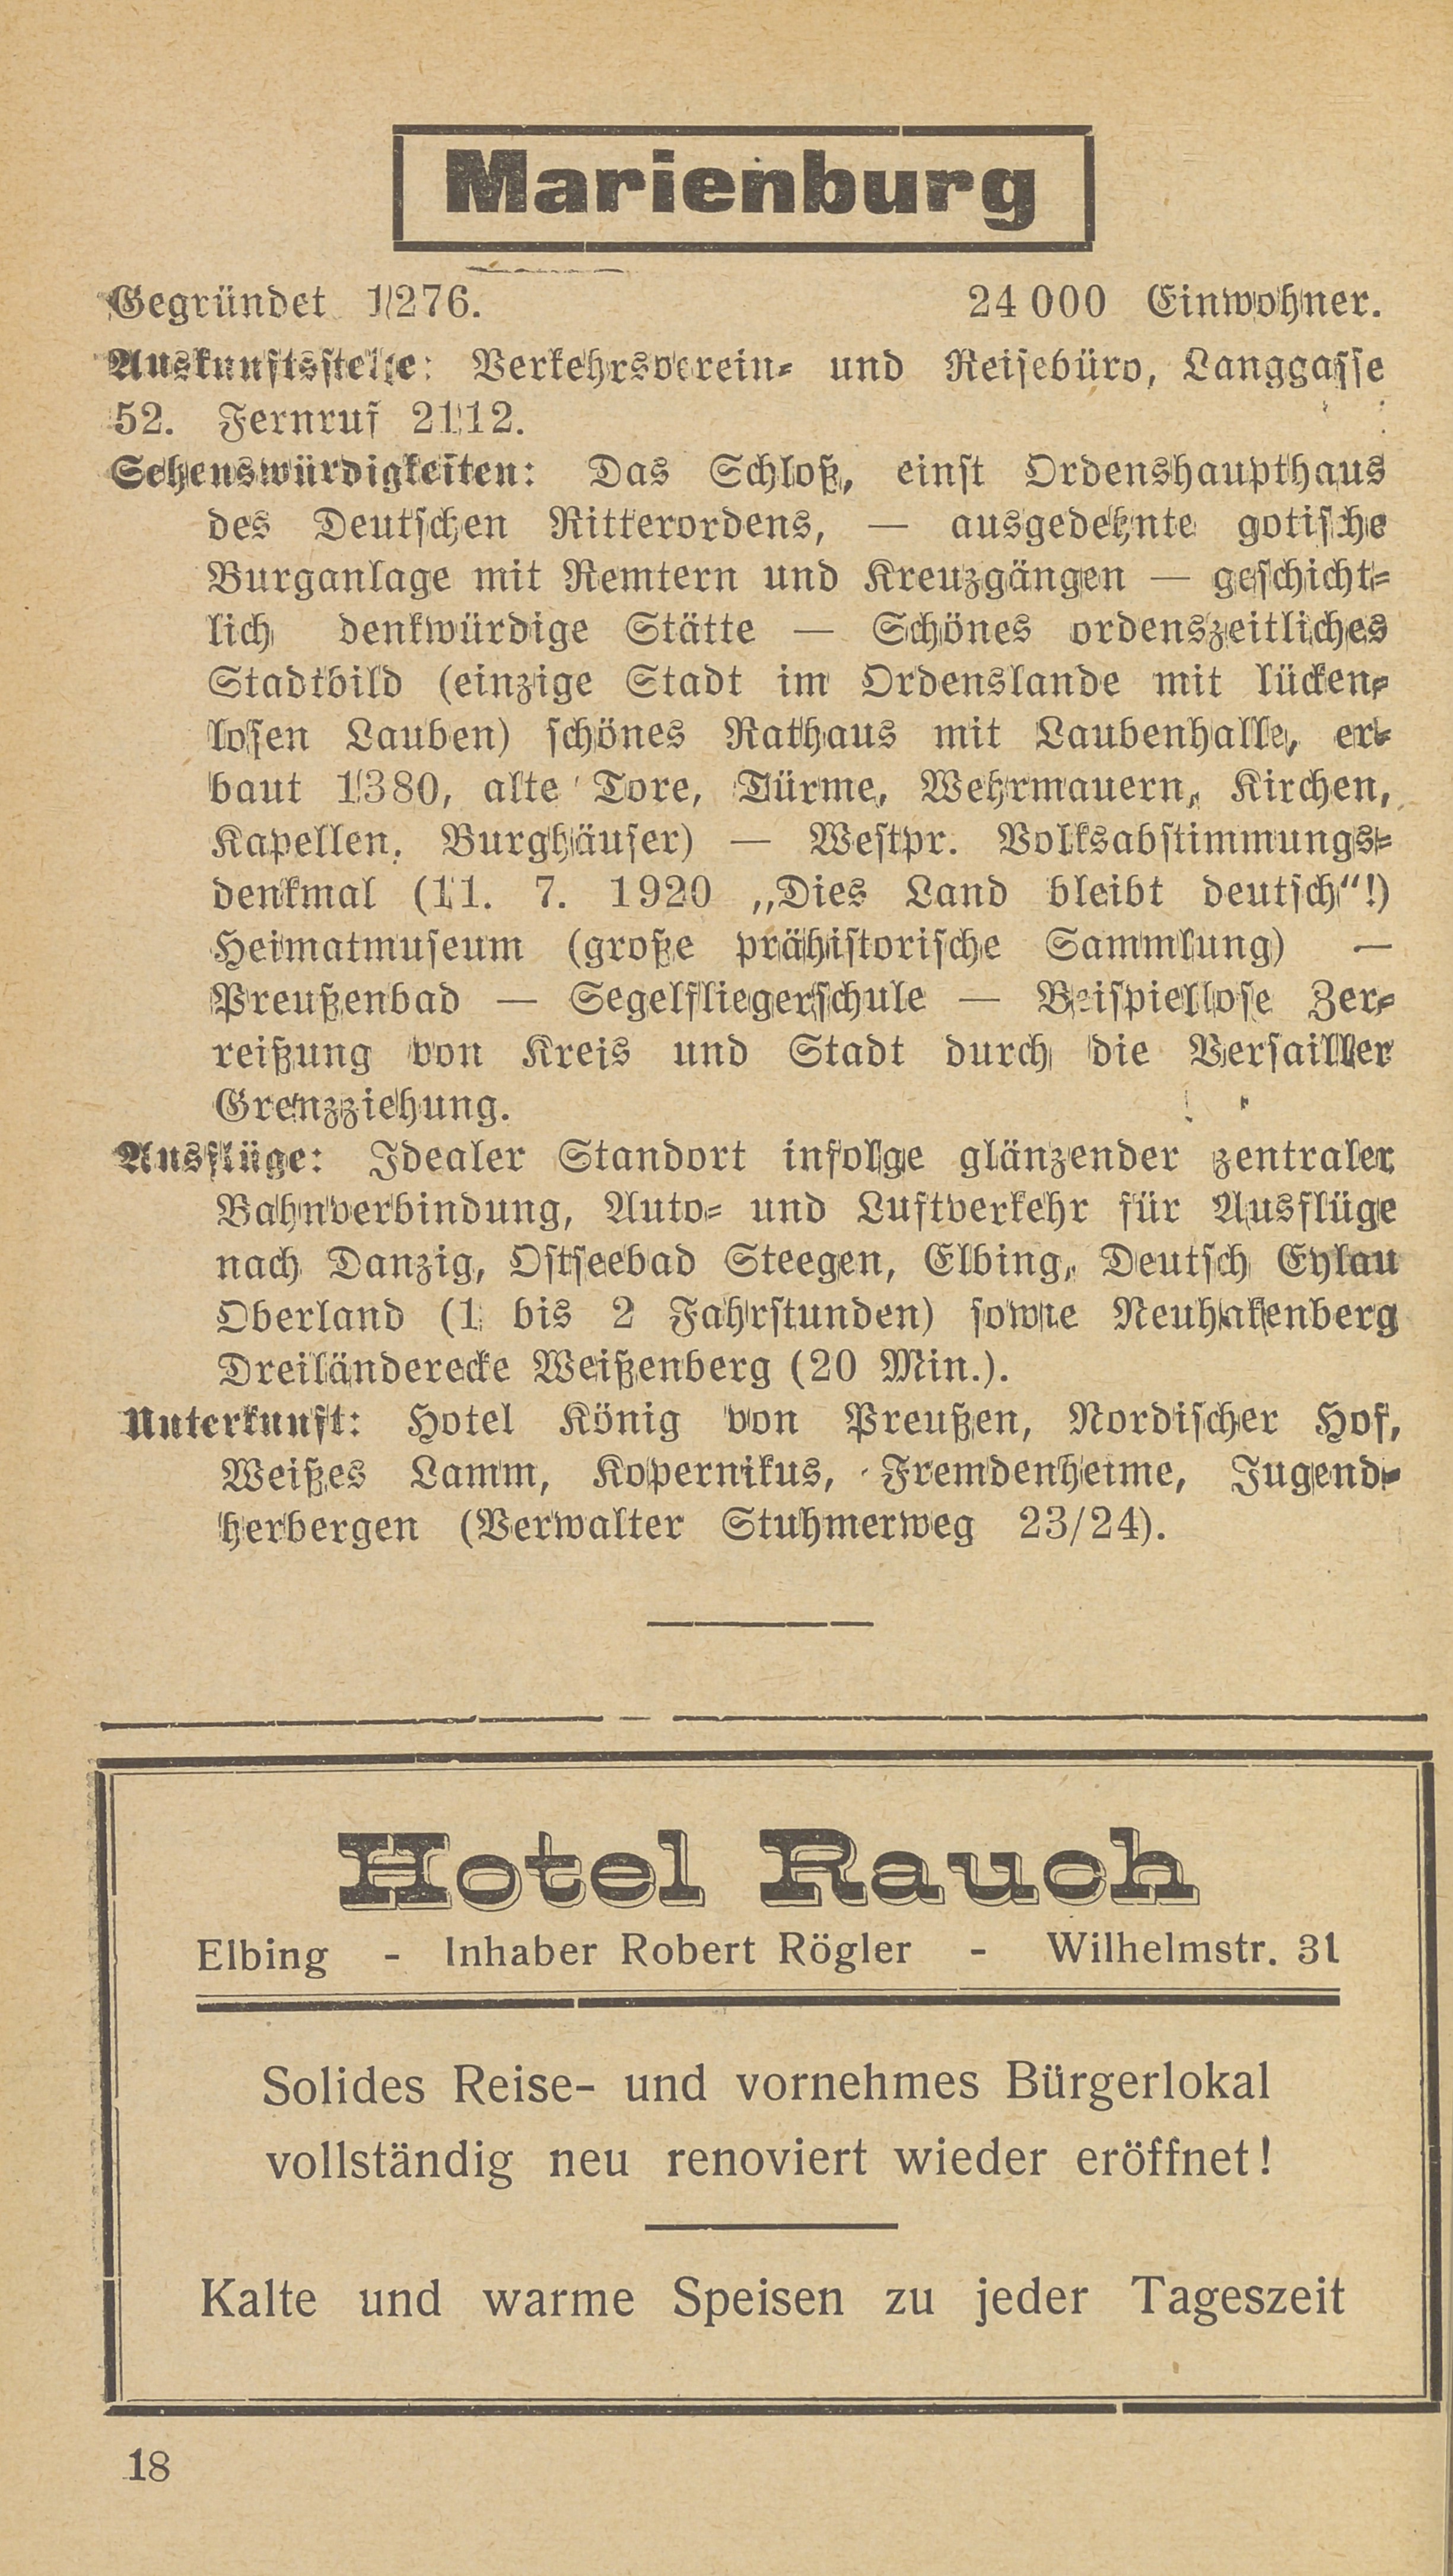 Marienburg
Gegründet 1276. 24 000 Einwohner.
Auskunftsstelle: Verkehrsverein- und Reisebüro, Langgasse
52. Fernruf 2112.
Sehenswürdigkeiten: Das Schloß, einst Ordenshaupthaus
des Deutschen Ritterordens, — ausgedehnte gotische
Burganlage mit Remtern und Kreuzgängen — geschicht-
lich denkwürdige Stätte — Schönes ordenszeitliches
Stadtbild (einzige Stadt im Ordenslande mit lücken-
losen Lauben) schönes Rathaus mit Laubenhalle, er-
baut 1380, alte Tore, Türme, Wehrmauern, Kirchen,
Kapellen, Burghäuser) — Westpr. Volksabstimmungs-
denkmal (11. 7. 1920 „Dies Land bleibt deutsch“!)
Heimatmuseum (große prähistorische Sammlung) —
Preußenbad — Segelfliegerschule — Beispiellose Zer-
reißung von Kreis und Stadt durch die Versailler
Grenzziehung.
Ausflüge: Idealer Standort infolge glänzender zentraler
Bahnverbindung, Auto- und Luftverkehr für Ausflüge
nach Danzig, Ostseebad Steegen, Elbing, Deutsch Eylau
Oberland (1 bis 2 Fahrstunden) sowie Neuhakenberg
Dreiländerecke Weißenberg (20 Min.).
Unterkunft: Hotel König von Preußen, Nordischer Hof,
Weißes Lamm, Kopernikus, Fremdenheime, Jugend-
herbergen (Verwalter Stuhmerweg 23/24).
Hotel Rauch
Elbing - Inhaber Robert Rögler - Wilhelmstr. 31
Solides Reise- und vornehmes Bürgerlokal
vollständig neu renoviert wieder eröffnet!
Kalte und warme Speisen zu jeder Tageszeit
18